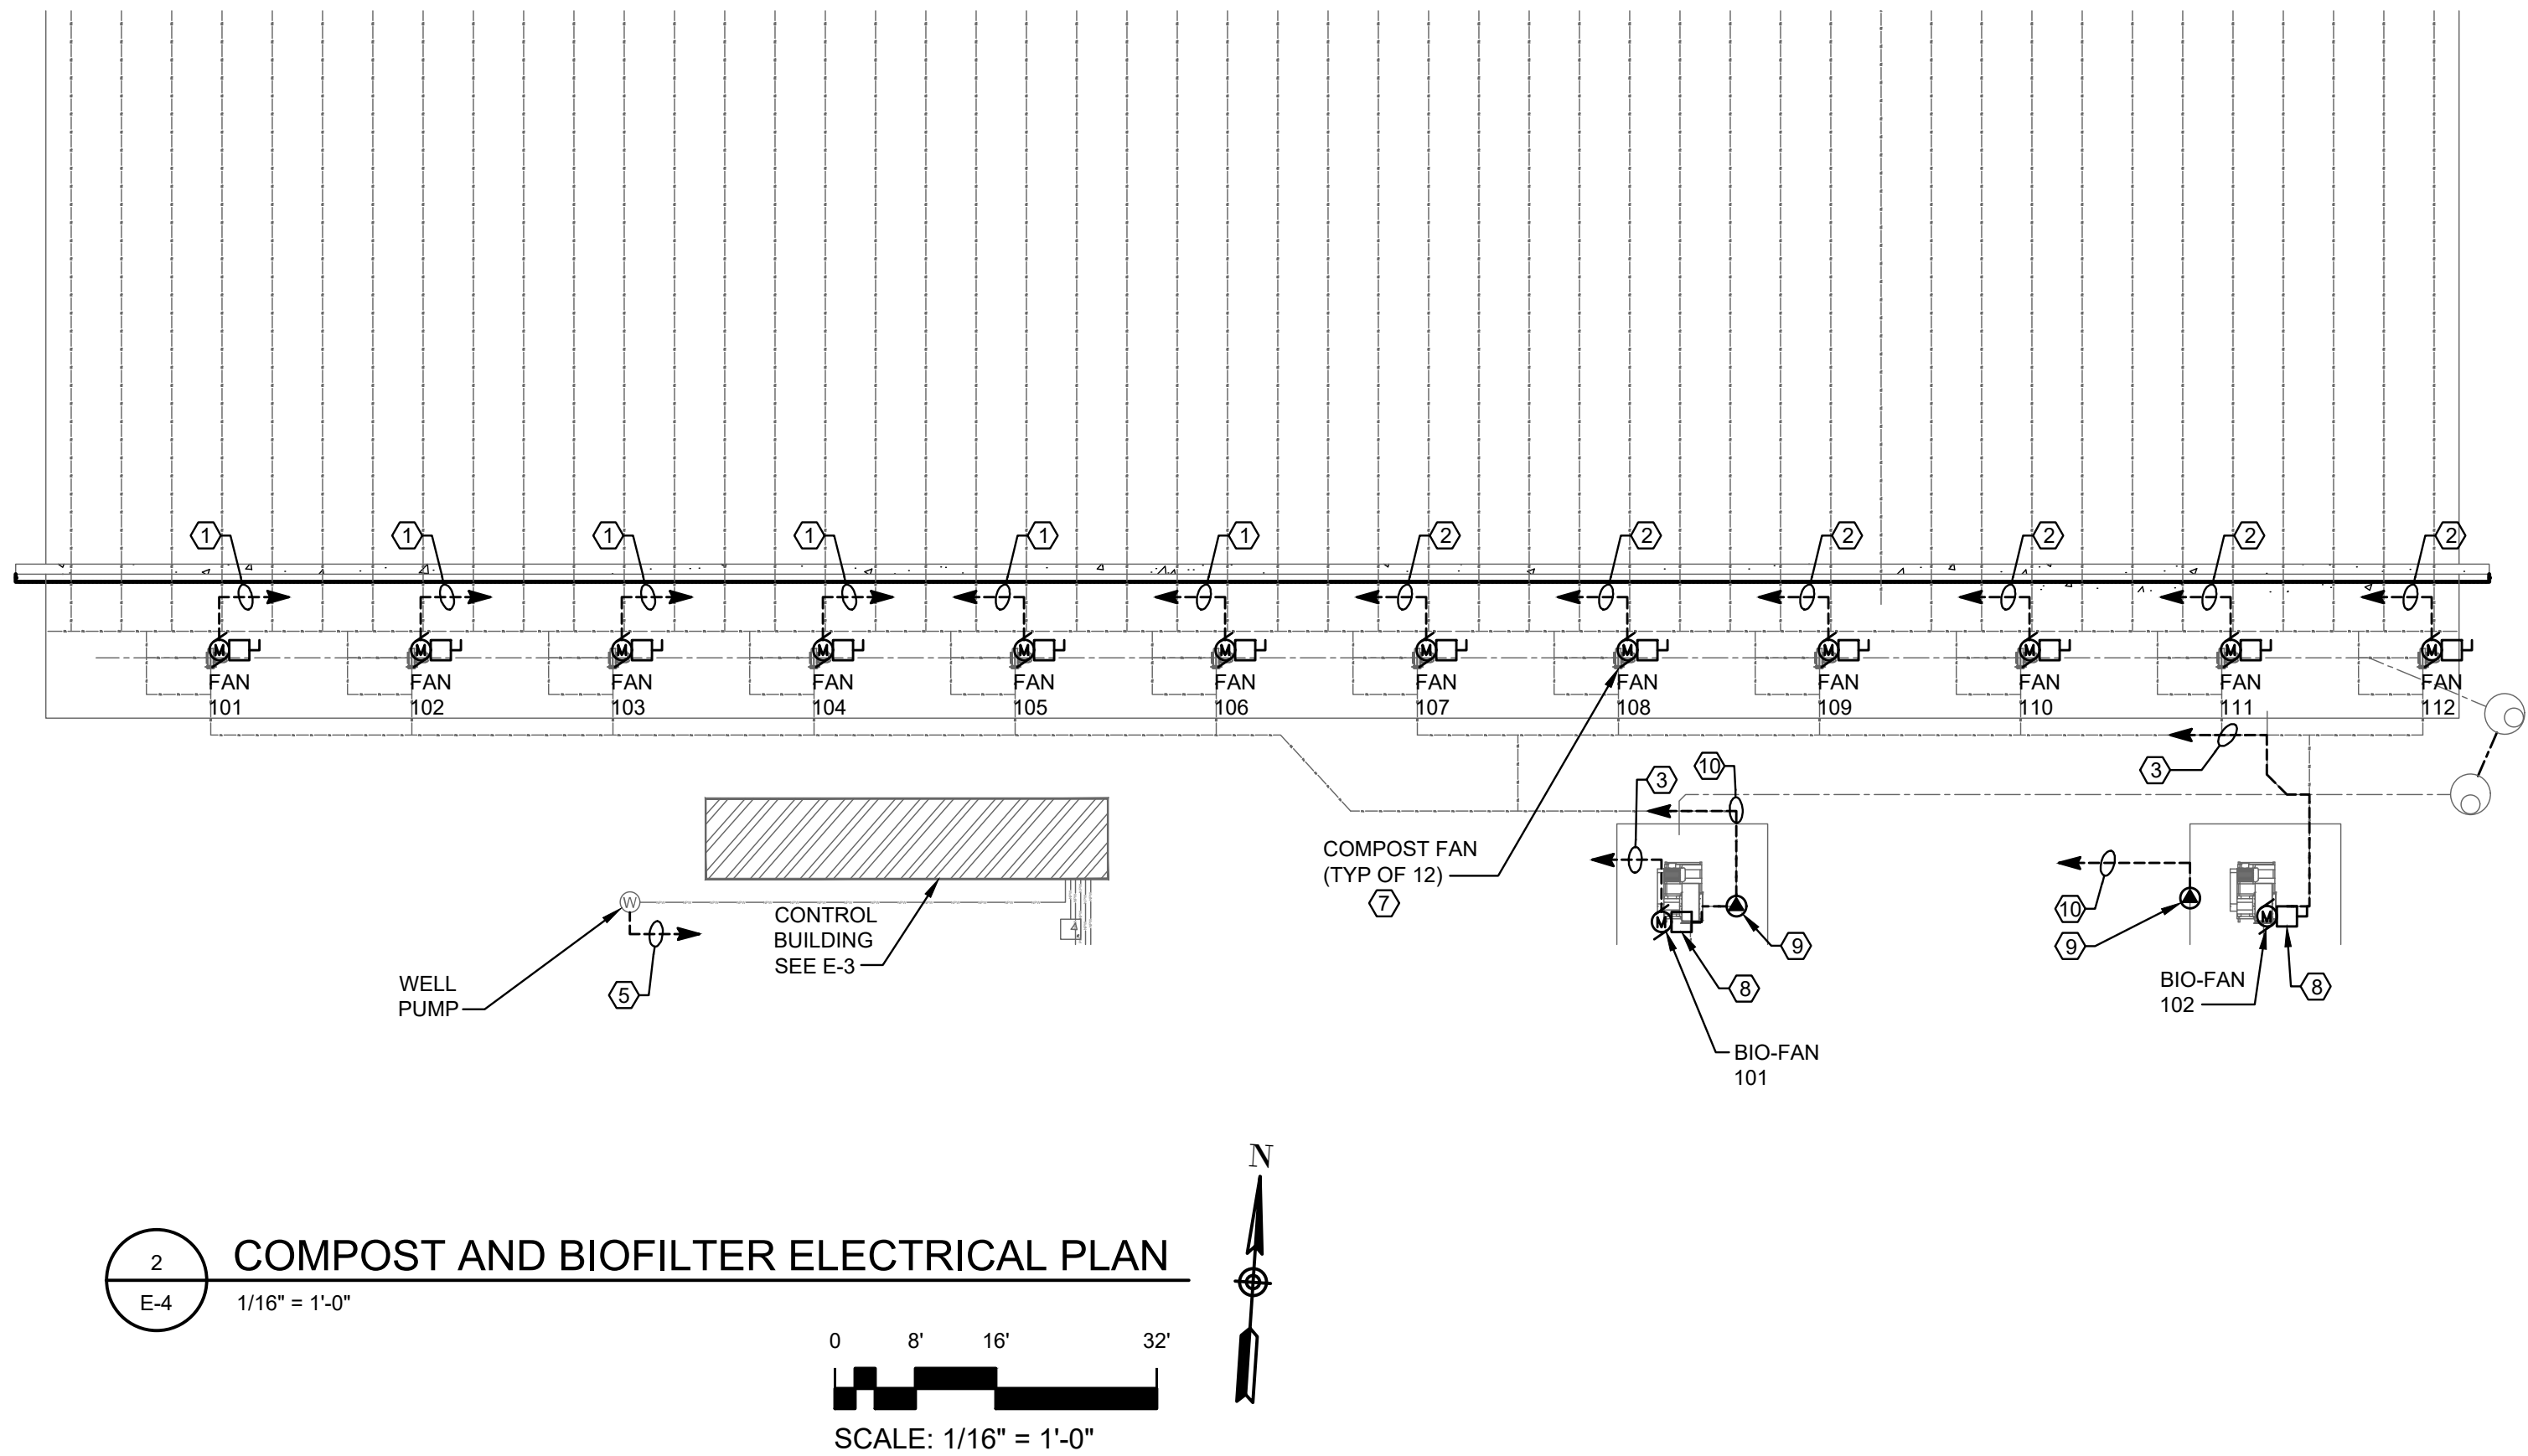 1 1 1 1 1 1 2 2 2 2 2 2
M M M M M M M M M M M M
FAN FAN FAN FAN FAN FAN FAN FAN FAN FAN FAN FAN
101 102 103 104 105 106 107 108 109 110 111 112
3 10 3
COMPOST FAN
(TYP OF 12)
7
W
CONTROL
BUILDING
SEE E-3
WELL
PUMP
5
M
9
8
BIO-FAN
101
10
9
M
BIO-FAN
102
8
N
2
E-4
COMPOST AND BIOFILTER ELECTRICAL PLAN
1/16" = 1'-0"
0 8' 16' 32'
SCALE: 1/16" = 1'-0"